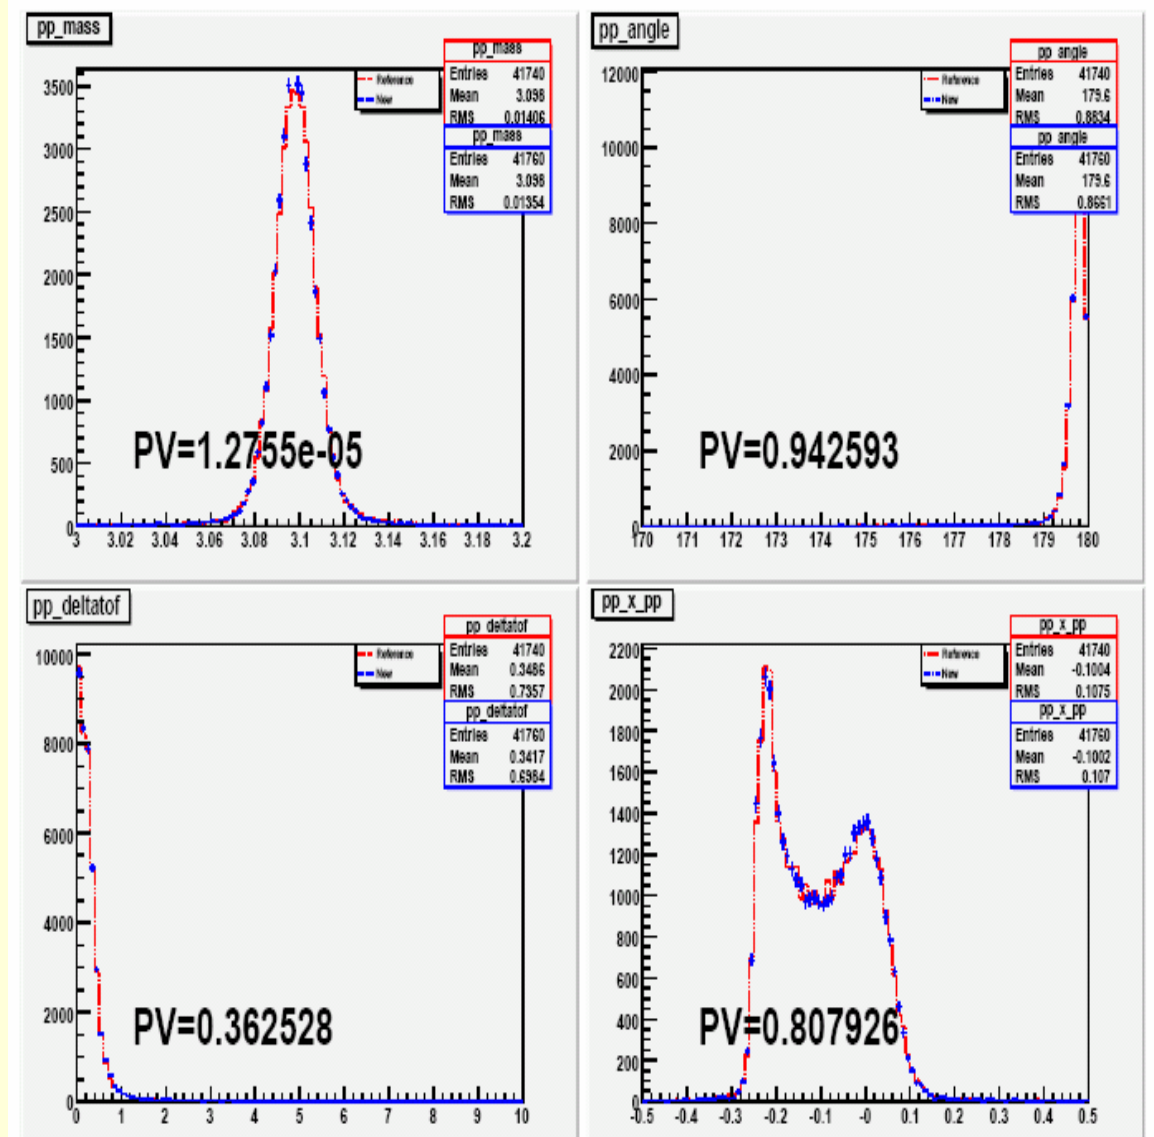 pp_mass
pp_mass
Entries 41740
Mean 3.098
RMS 0.01406
pp_mass
Entries 41760
Mean 3.098
RMS 0.01354
Reference
New
3500
3000
2500
2000
1500
1000
500
0
PV=1.2755e-05
3 3.02 3.04 3.06 3.08 3.1 3.12 3.14 3.16 3.18 3.2
pp_angle
pp_angle
Entries 41740
Mean 179.6
RMS 0.8834
pp_angle
Entries 41760
Mean 179.6
RMS 0.8661
Reference
New
12000
10000
8000
6000
4000
2000
0
PV=0.942593
170 171 172 173 174 175 176 177 178 179 180
pp_deltatof
pp_deltatof
Entries 41740
Mean 0.3486
RMS 0.7357
pp_deltatof
Entries 41760
Mean 0.3417
RMS 0.6984
Reference
New
10000
8000
6000
4000
2000
0
PV=0.362528
0 1 2 3 4 5 6 7 8 9 10
pp_x_pp
pp_x_pp
Entries 41740
Mean -0.1004
RMS 0.1075
pp_x_pp
Entries 41760
Mean -0.1002
RMS 0.107
Reference
New
2200
2000
1800
1600
1400
1200
1000
800
600
400
200
0
PV=0.807926
-0.5 -0.4 -0.3 -0.2 -0.1 -0 0.1 0.2 0.3 0.4 0.5